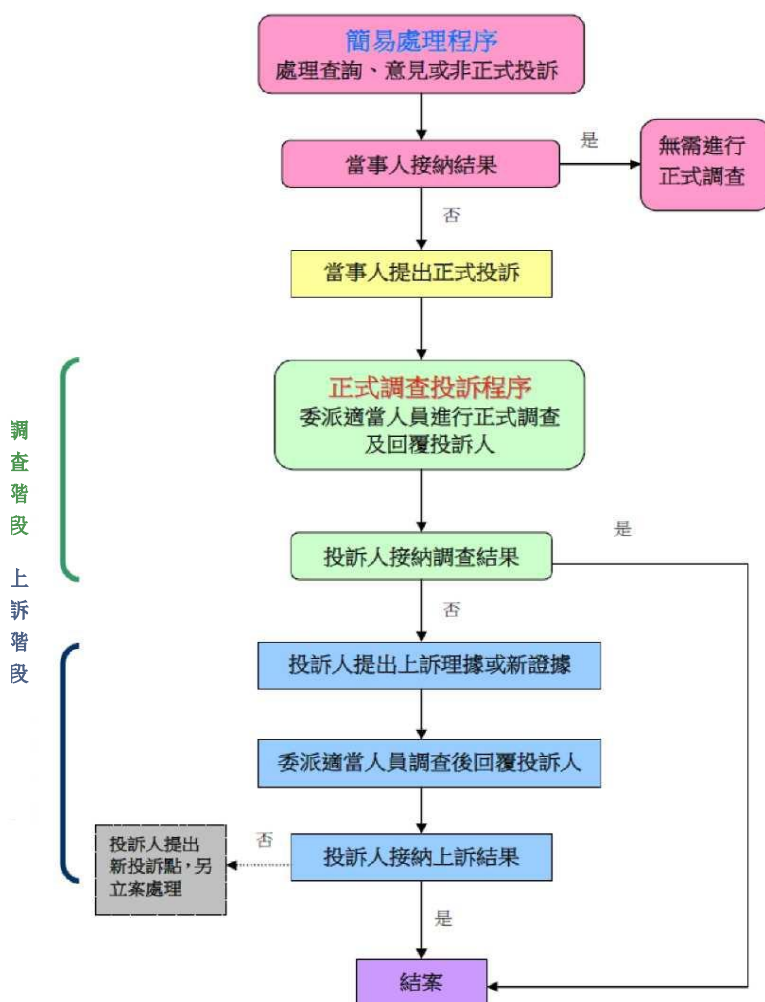 簡易處理程序
處理查詢、意見或非正式投訴
當事人接納結果
是
無需進行
正式調查
否
當事人提出正式投訴
調查階段
正式調查投訴程序
委派適當人員進行正式調查
及回覆投訴人
投訴人接納調查結果
是
否
上訴階段
投訴人提出上訴理據或新證據
委派適當人員調查後回覆投訴人
投訴人接納上訴結果
否
投訴人提出
新投訴點，另
立案處理
是
結案